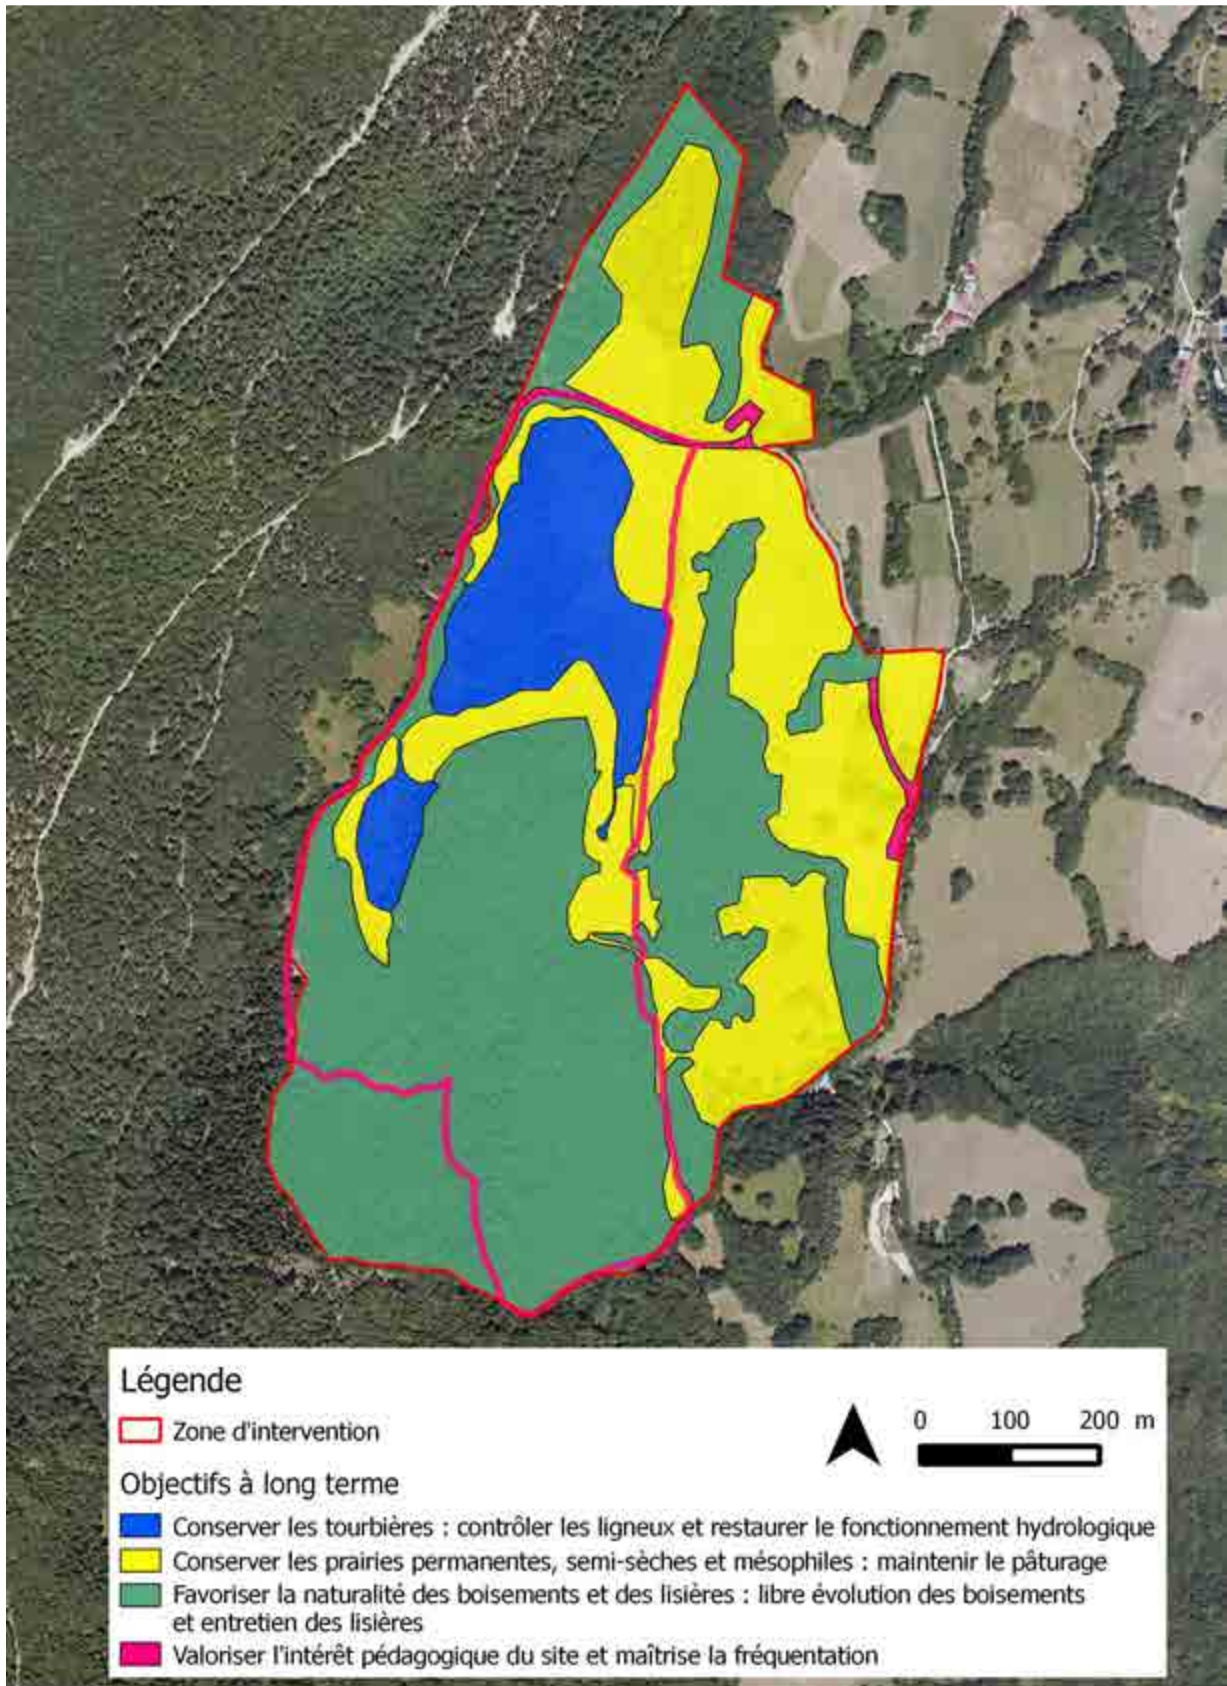 Légende
Zone d'intervention
0 100 200 m
Objectifs à long terme
Conserver les tourbières : contrôler les ligneux et restaurer le fonctionnement hydrologique
Conserver les prairies permanentes, semi-sèches et mésophiles : maintenir le pâturage
Favoriser la naturalité des boisements et des lisières : libre évolution des boisements
et entretien des lisières
Valoriser l'intérêt pédagogique du site et maîtrise la fréquentation